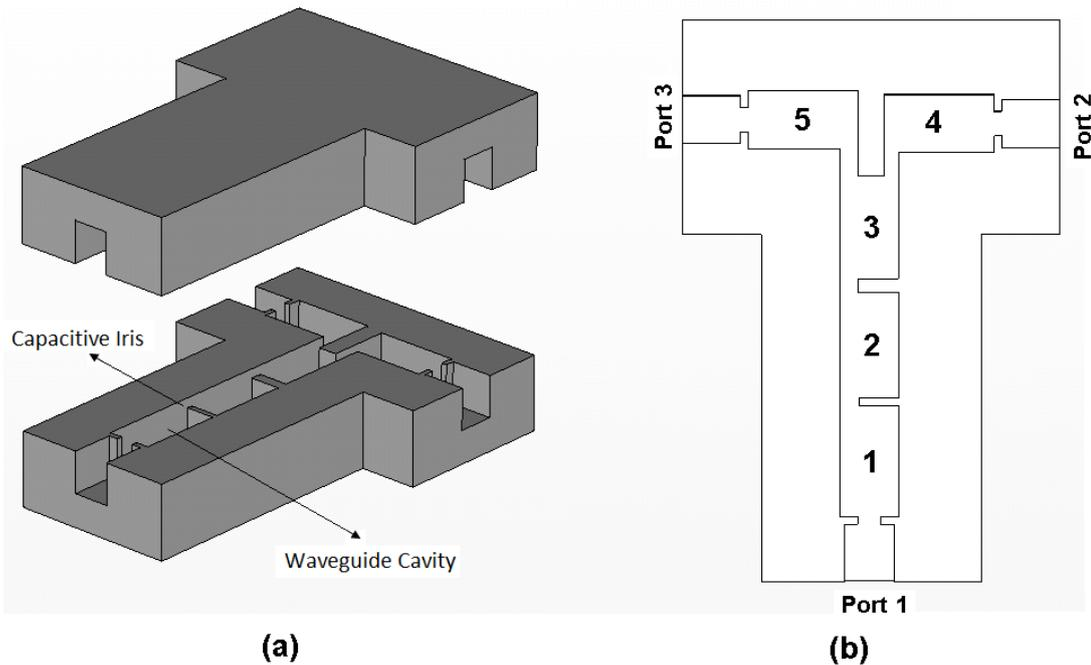 Capacitive Iris
Waveguide Cavity
(a)
Port 3
5
4
Port 2
3
2
1
Port 1
(b)